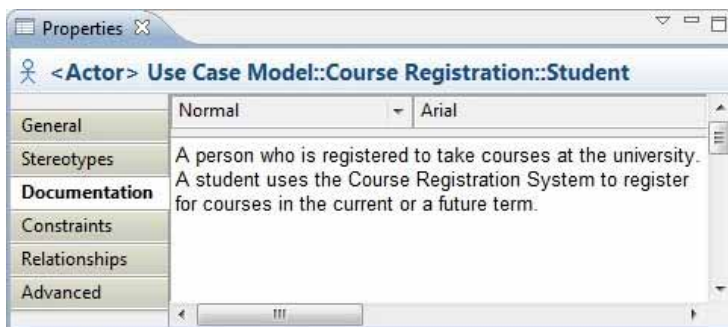 Properties
<Actor> Use Case Model::Course Registration::Student
General
Stereotypes
Documentation
Constraints
Relationships
Advanced
Normal Arial
A person who is registered to take courses at the university.
A student uses the Course Registration System to register
for courses in the current or a future term.